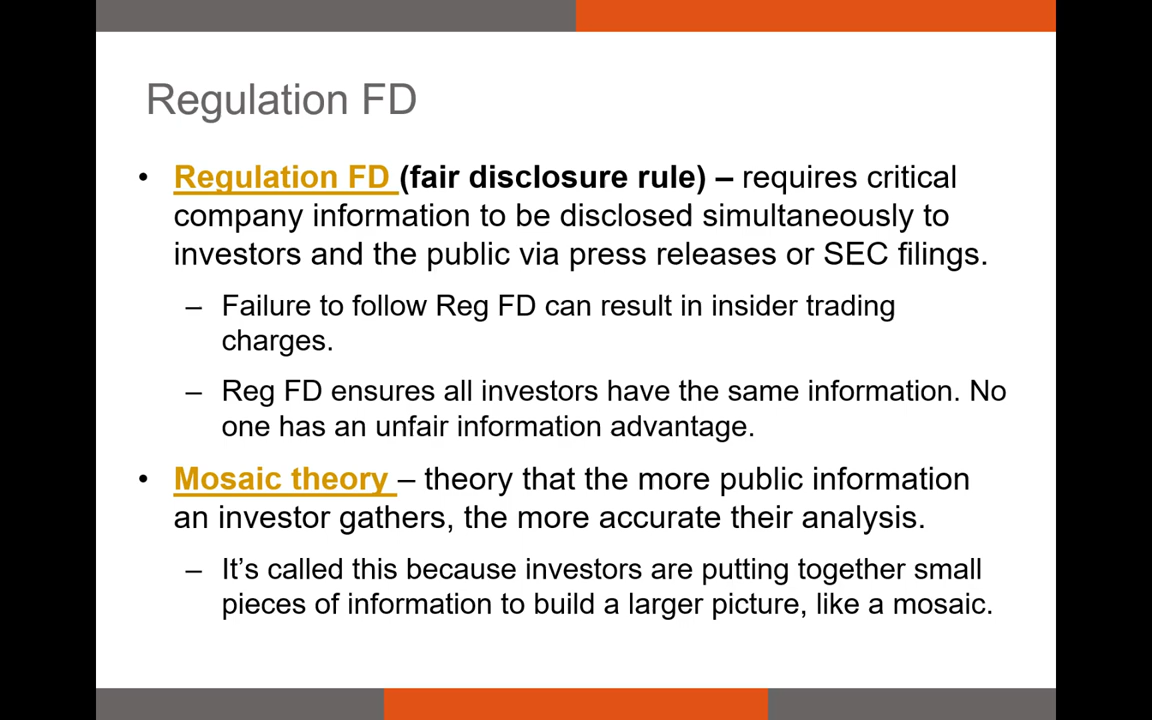 Regulation FD
• Regulation FD (fair disclosure rule) – requires critical
company information to be disclosed simultaneously to
investors and the public via press releases or SEC filings.
– Failure to follow Reg FD can result in insider trading
charges.
– Reg FD ensures all investors have the same information. No
one has an unfair information advantage.
• Mosaic theory – theory that the more public information
an investor gathers, the more accurate their analysis.
– It’s called this because investors are putting together small
pieces of information to build a larger picture, like a mosaic.